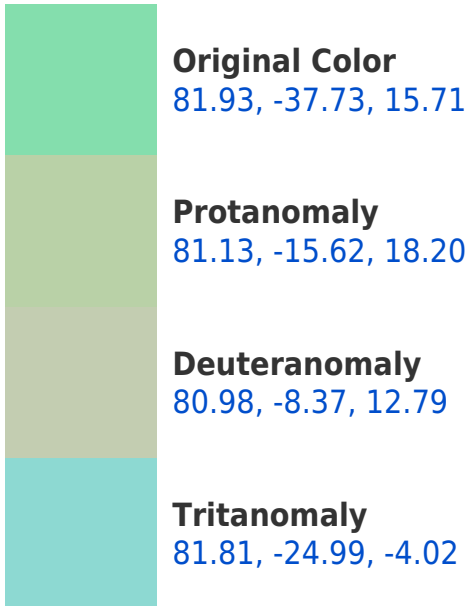 Original Color
81.93, -37.73, 15.71
Protanomaly
81.13, -15.62, 18.20
Deuteranomaly
80.98, -8.37, 12.79
Tritanomaly
81.81, -24.99, -4.02